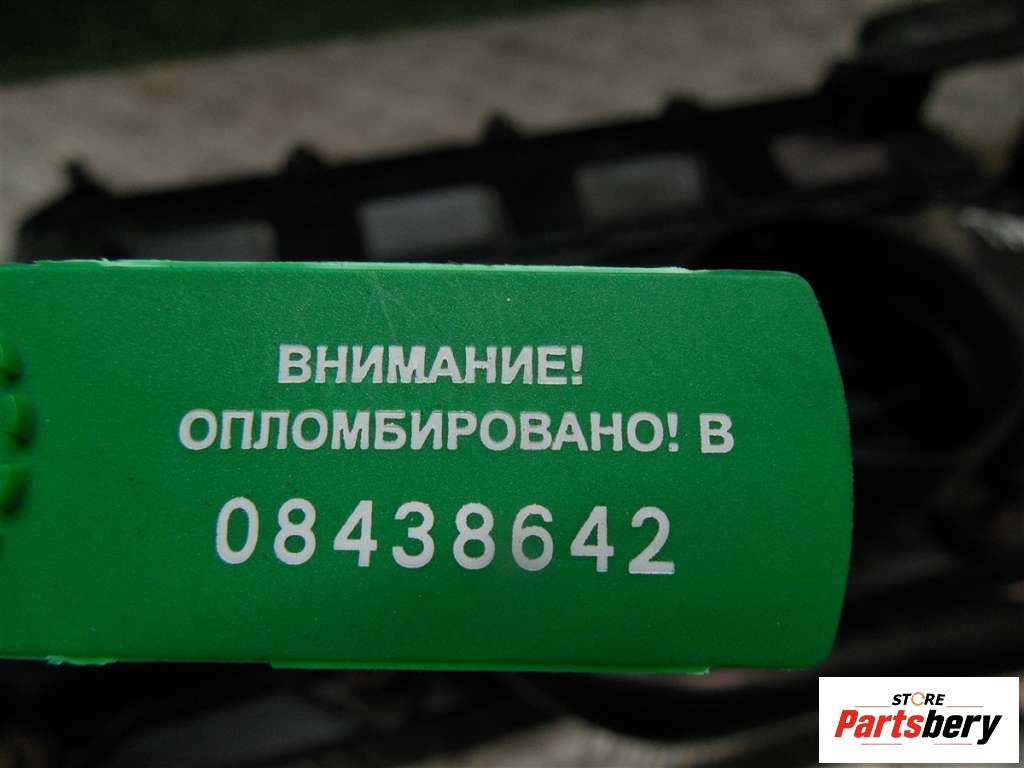 ВНИМАНИЕ!
ОПЛОМБИРОВАНО! В
08438642
STORE
Partsbery